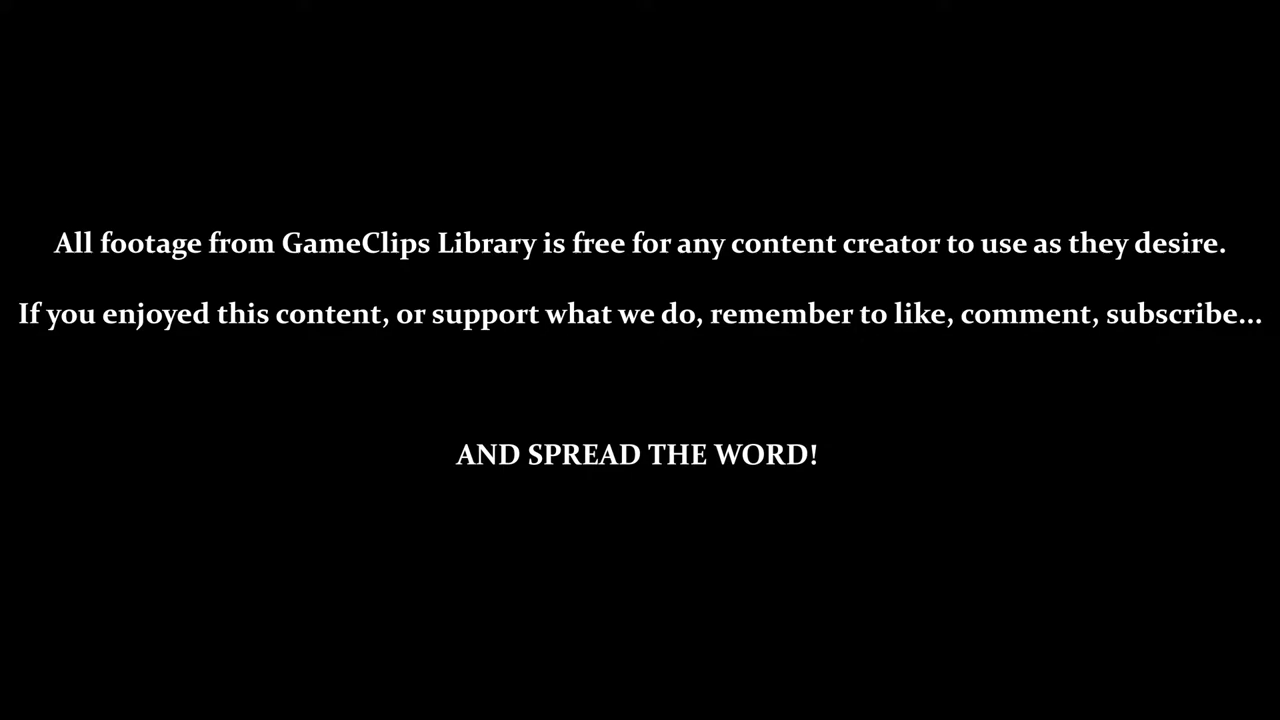 All footage from GameClips Library is free for any content creator to use as they desire.
If you enjoyed this content, or support what we do, remember to like, comment, subscribe...
AND SPREAD THE WORD!